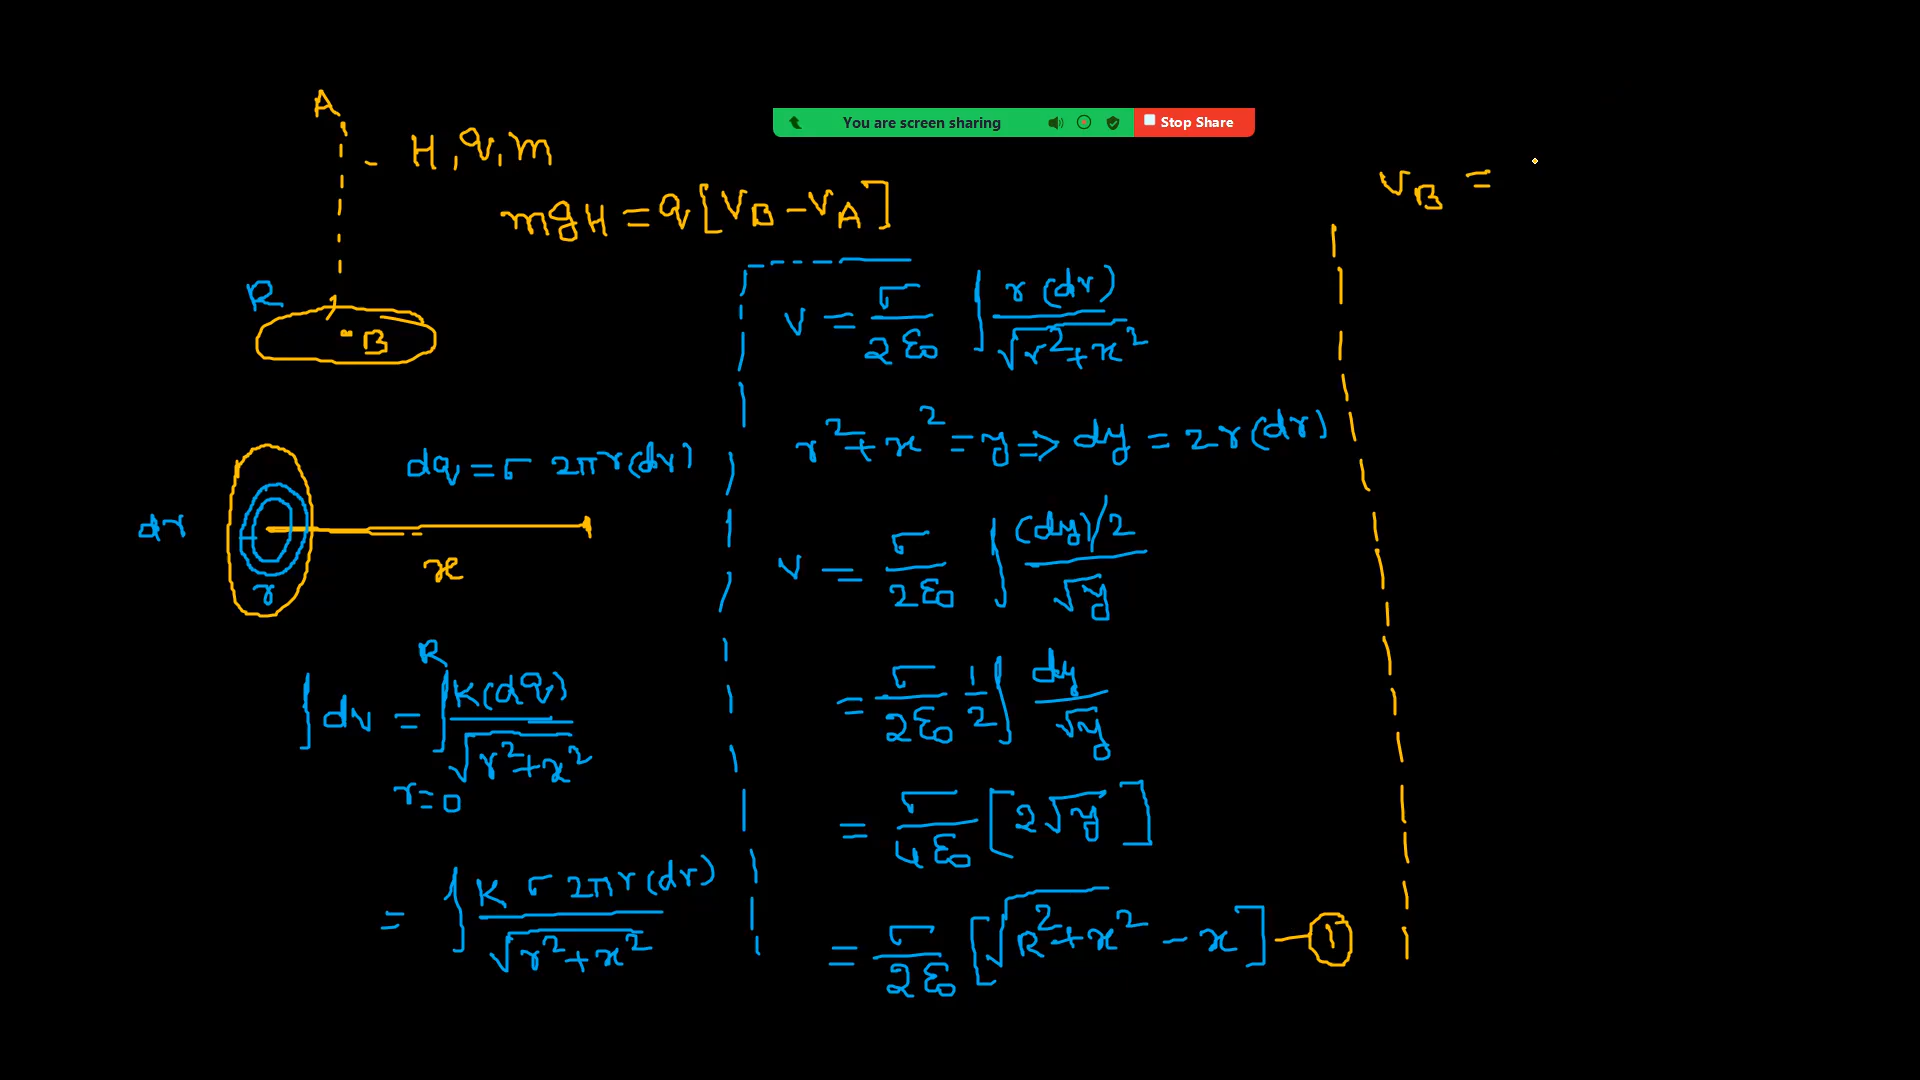 A
- H, q, m
mgH = q[V_B - V_A]
R
B
dq = σ 2πr(dr)
dr
x
r
∫dv = ∫_{r=0}^{R} K(dq)/√(r²+x²)
= ∫ K σ 2πr(dr)/√(r²+x²)
You are screen sharing
Stop Share
V = σ/2ε₀ ∫ r(dr)/√(r²+x²)
r²+x² = y ⇒ dy = 2r(dr)
V = σ/2ε₀ ∫ (dy)/2/√y
= σ/2ε₀ 1/2 ∫ dy/√y
= σ/4ε₀ [2√y]
= σ/2ε₀ [√(R²+x²) - x] — ①
V_B =